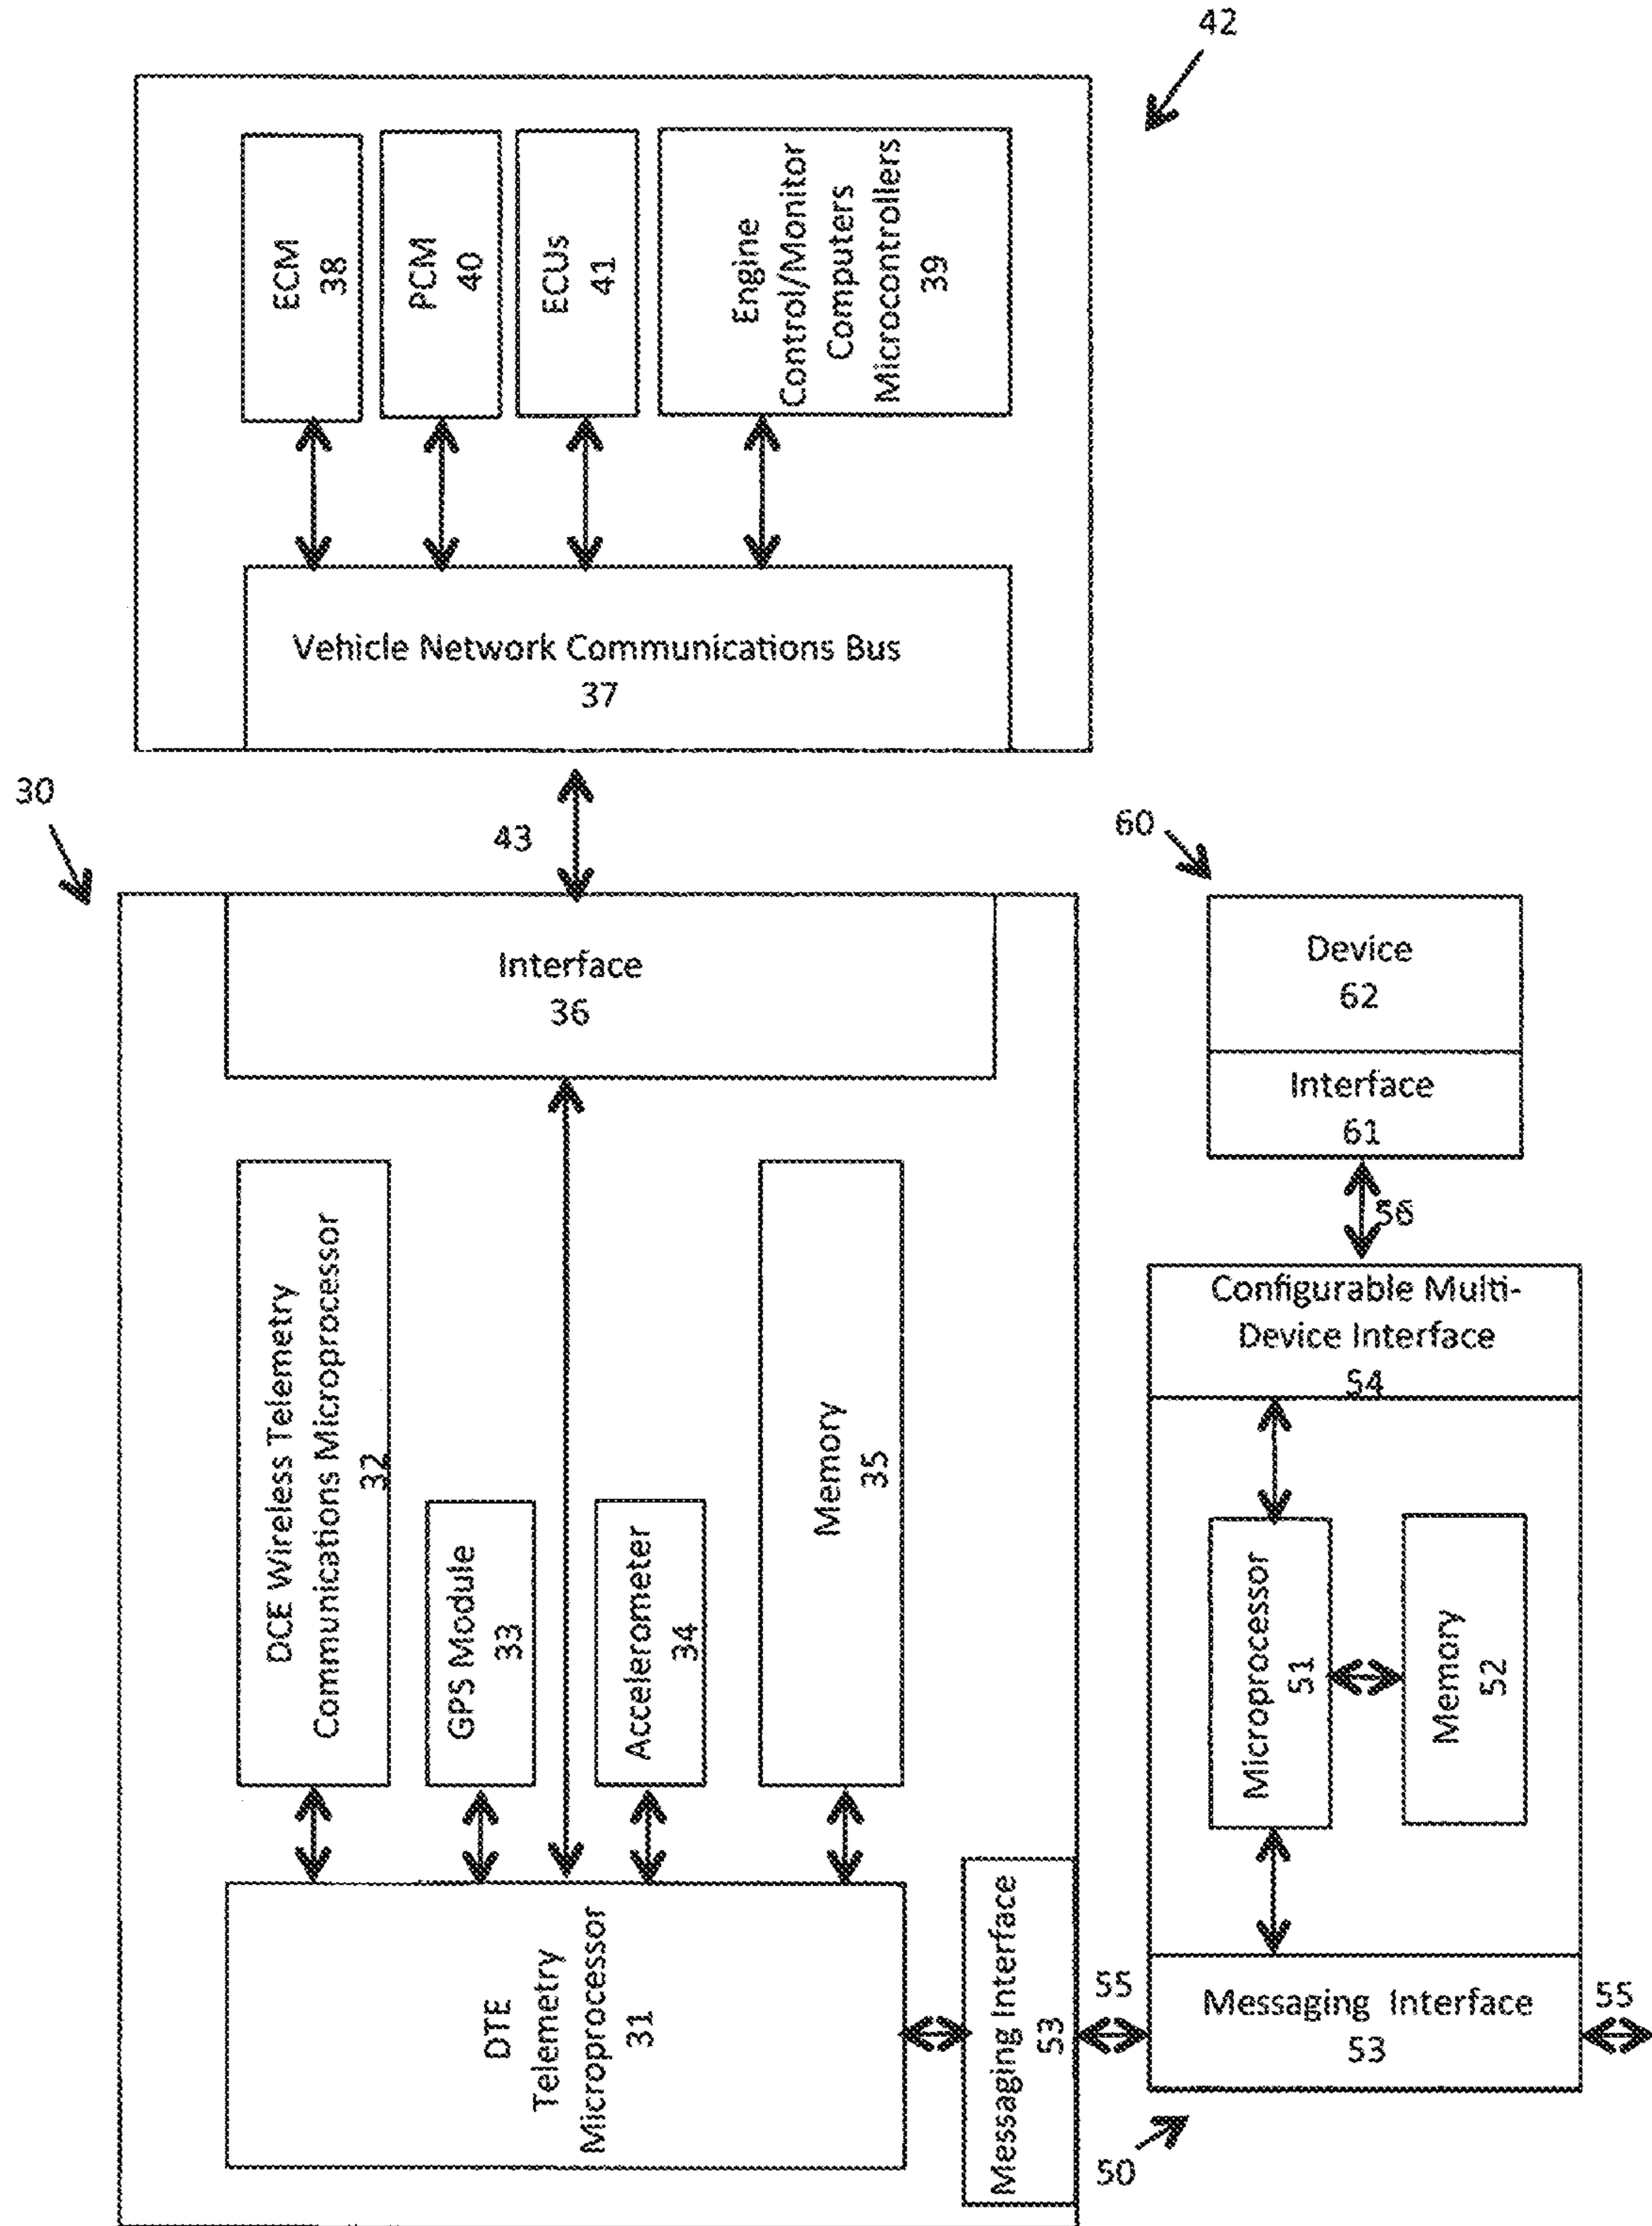 42
ECM
38
PCM
40
ECUs
41
Engine
Control/Monitor
Computers
Microcontrollers
39
Vehicle Network Communications Bus
37
30
43
Interface
36
60
Device
62
Interface
61
56
DCE Wireless Telemetry
Communications Microprocessor
32
GPS Module
33
Accelerometer
34
Memory
35
Configurable Multi-
Device Interface
54
Microprocessor
51
Memory
52
DTE
Telemetry
Microprocessor
31
Messaging Interface
53
55
Messaging Interface
53
55
50